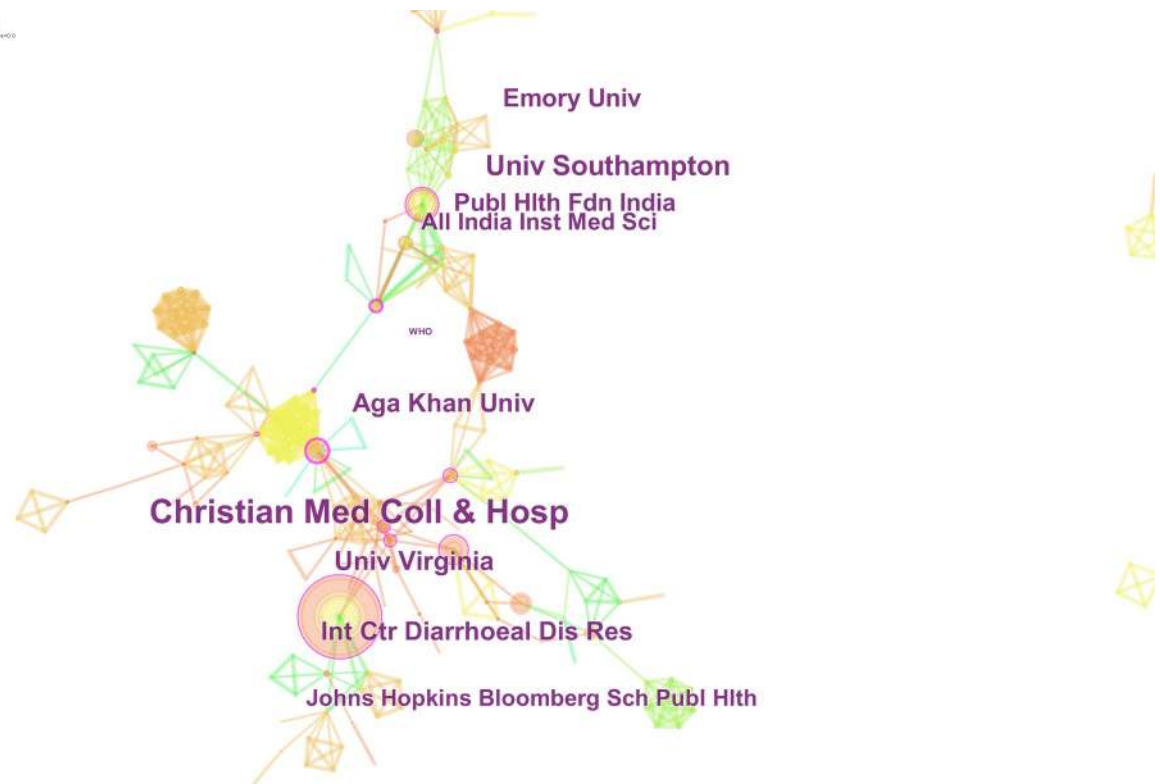 Emory Univ
Univ Southampton
Publ Hlth Fdn India
All India Inst Med Sci
WHO
Aga Khan Univ
Christian Med Coll & Hosp
Univ Virginia
Int Ctr Diarrhoeal Dis Res
Johns Hopkins Bloomberg Sch Publ Hlth